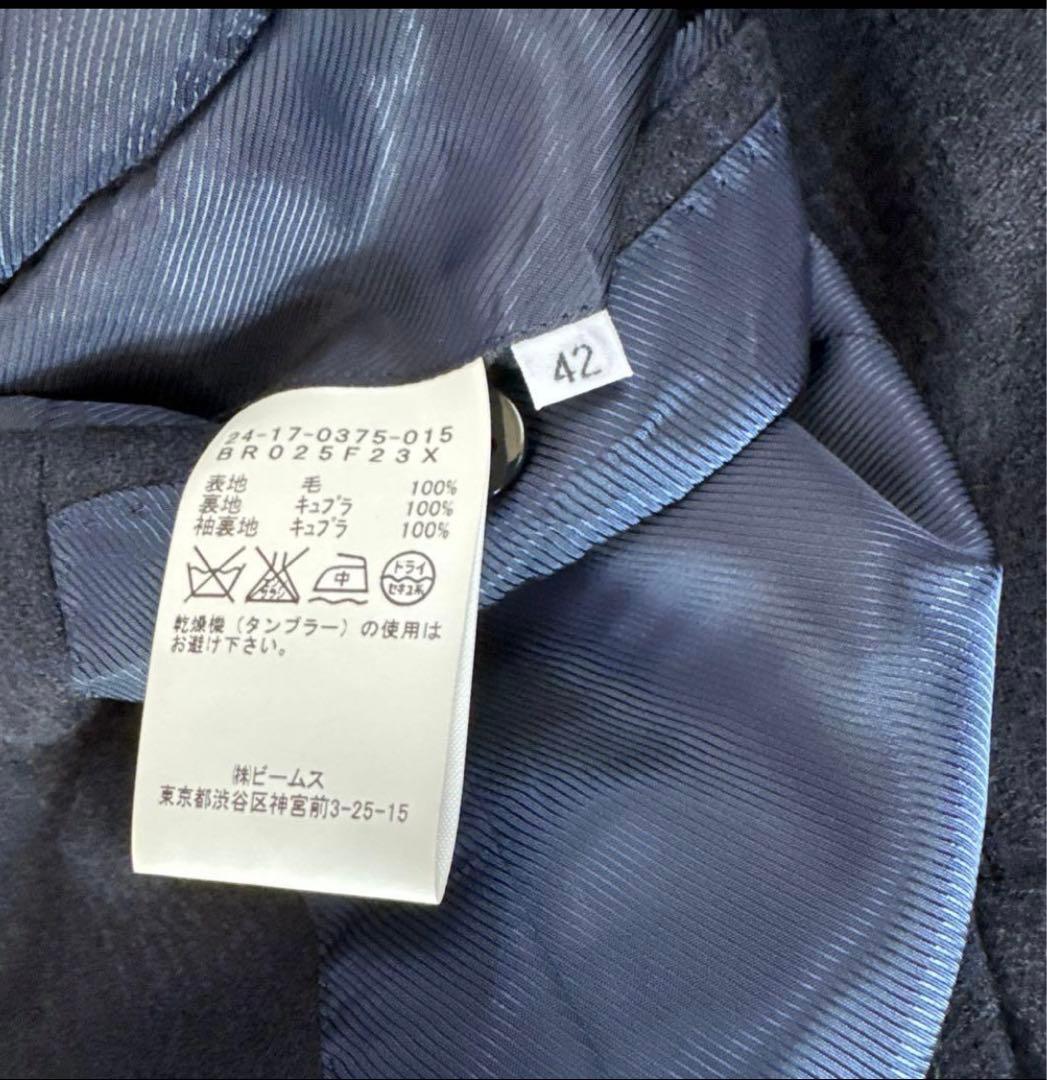 42
24-17-0375-015
BR025F23X
表地 毛 100%
裏地 キュプラ 100%
袖裏地 キュプラ 100%
中 ドライ
セキユ系
乾燥機（タンブラー）の使用は
お避け下さい。
㈱ビームス
東京都渋谷区神宮前3-25-15